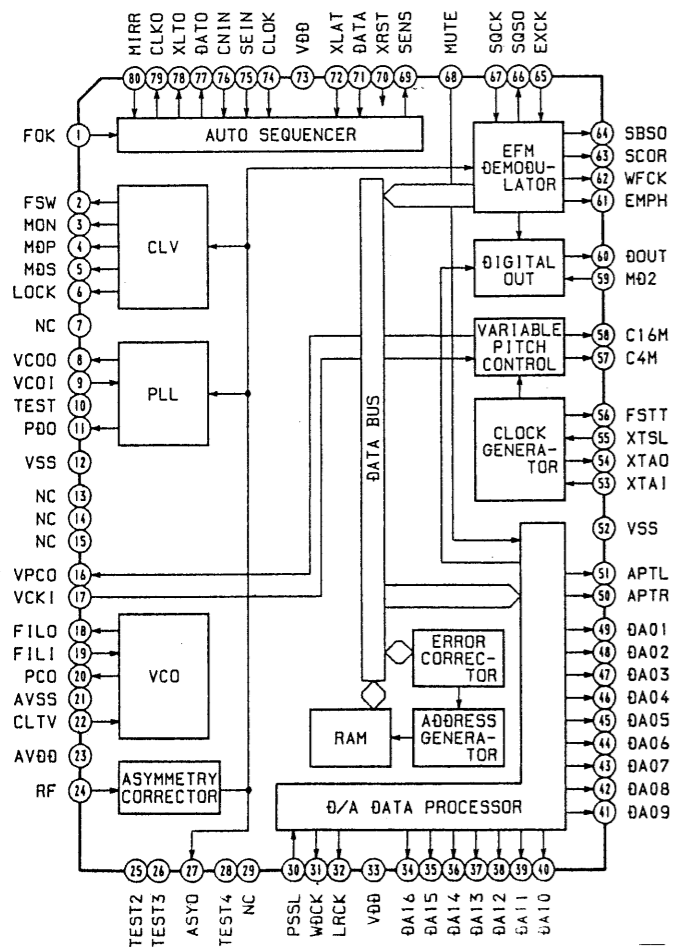 MIRR
CLKO
XLTO
DATO
CNIN
SEIN
CLOK
VDD
XLAT
DATA
XRST
SENS
MUTE
SQCK
SQSO
EXCK
80
79
78
77
76
75
74
73
72
71
70
69
68
67
66
65
FOK
1
AUTO SEQUENCER
EFM
DEMODU-
LATOR
64
SBSO
63
SCOR
62
WFCK
61
EMPH
FSW
2
MON
3
MDP
4
MDS
5
LOCK
6
CLV
DIGITAL
OUT
60
DOUT
59
MD2
NC
7
VARIABLE
PITCH
CONTROL
58
C16M
57
C4M
VCOO
8
VCOI
9
TEST
10
PDO
11
PLL
DATA BUS
CLOCK
GENERA-
TOR
56
FSTT
55
XTSL
54
XTAO
53
XTAI
VSS
12
NC
13
NC
14
NC
15
52
VSS
VPCO
16
VCKI
17
51
APTL
50
APTR
FILO
18
FILI
19
PCO
20
AVSS
21
CLTV
22
VCO
ERROR
CORREC-
TOR
RAM
ADDRESS
GENERA-
TOR
49
DA01
48
DA02
47
DA03
46
DA04
45
DA05
44
DA06
43
DA07
42
DA08
41
DA09
AVDD
23
RF
24
ASYMMETRY
CORRECTOR
D/A DATA PROCESSOR
25
26
27
28
29
30
31
32
33
34
35
36
37
38
39
40
TEST2
TEST3
ASYO
TEST4
NC
PSSL
WDCK
LRCK
VDD
DA16
DA15
DA14
DA13
DA12
DA11
DA10